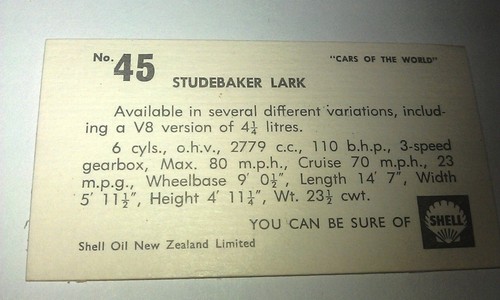 No. 45 "CARS OF THE WORLD"
STUDEBAKER LARK
Available in several different variations, includ-
ing a V8 version of 4¼ litres.
6 cyls., o.h.v., 2779 c.c., 110 b.h.p., 3-speed
gearbox, Max. 80 m.p.h., Cruise 70 m.p.h., 23
m.p.g., Wheelbase 9' 0½", Length 14' 7", Width
5' 11½", Height 4' 11¼", Wt. 23½ cwt.
YOU CAN BE SURE OF SHELL
Shell Oil New Zealand Limited